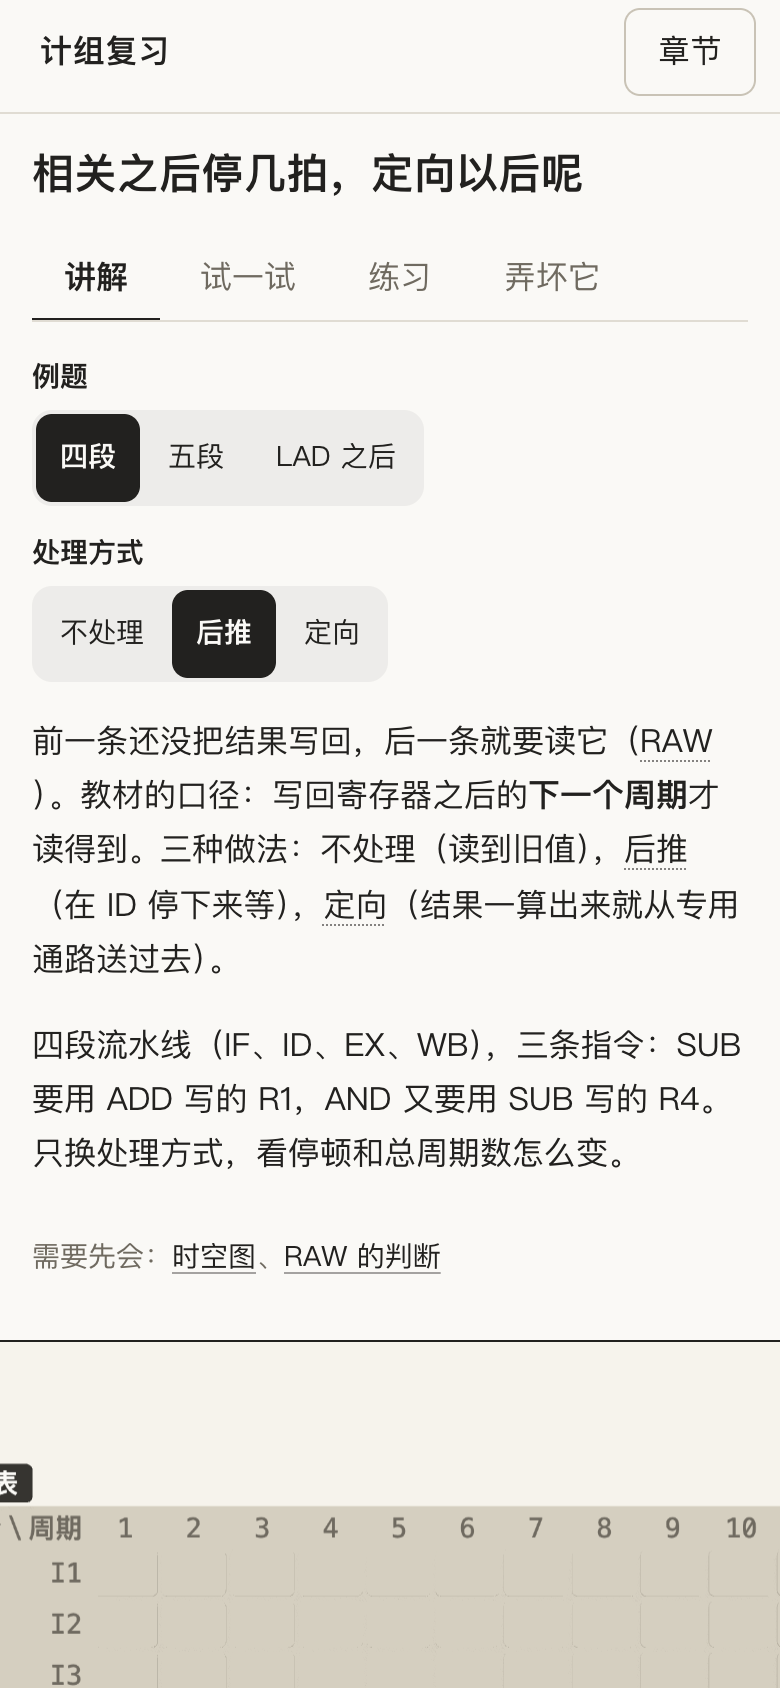 计组复习
章节
相关之后停几拍，定向以后呢
讲解 试一试 练习 弄坏它
例题
四段 五段 LAD 之后
处理方式
不处理 后推 定向
前一条还没把结果写回，后一条就要读它（RAW
）。教材的口径：写回寄存器之后的下一个周期才
读得到。三种做法：不处理（读到旧值），后推
（在 ID 停下来等），定向（结果一算出来就从专用
通路送过去）。
四段流水线（IF、ID、EX、WB），三条指令：SUB
要用 ADD 写的 R1，AND 又要用 SUB 写的 R4。
只换处理方式，看停顿和总周期数怎么变。
需要先会：时空图、RAW 的判断
表
\ 周期 1 2 3 4 5 6 7 8 9 10
I1
I2
I3